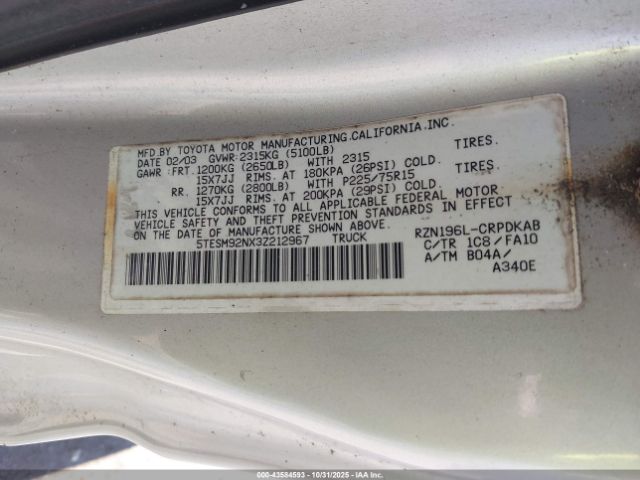 MFD.BY TOYOTA MOTOR MANUFACTURING.CALIFORNIA.INC.
DATE 02/03 GVWR:2315KG (5100LB)
GAWR:FRT.1200KG (2650LB) WITH 2315 TIRES.
15X7JJ RIMS. AT 180KPA (26PSI) COLD.
RR. 1270KG (2800LB) WITH P225/75R15 TIRES.
15X7JJ RIMS. AT 200KPA (29PSI) COLD.
THIS VEHICLE CONFORMS TO ALL APPLICABLE FEDERAL MOTOR
VEHICLE SAFETY AND THEFT PREVENTION STANDARDS IN EFFECT
ON THE DATE OF MANUFACTURE SHOWN ABOVE.
5TESM92NX3Z212967 TRUCK
RZN196L-CRPDKAB
C/TR 1C8/FA10
A/TM B04A/
A340E
000-43584593 - 10/31/2025 - IAAI.COM - COPART